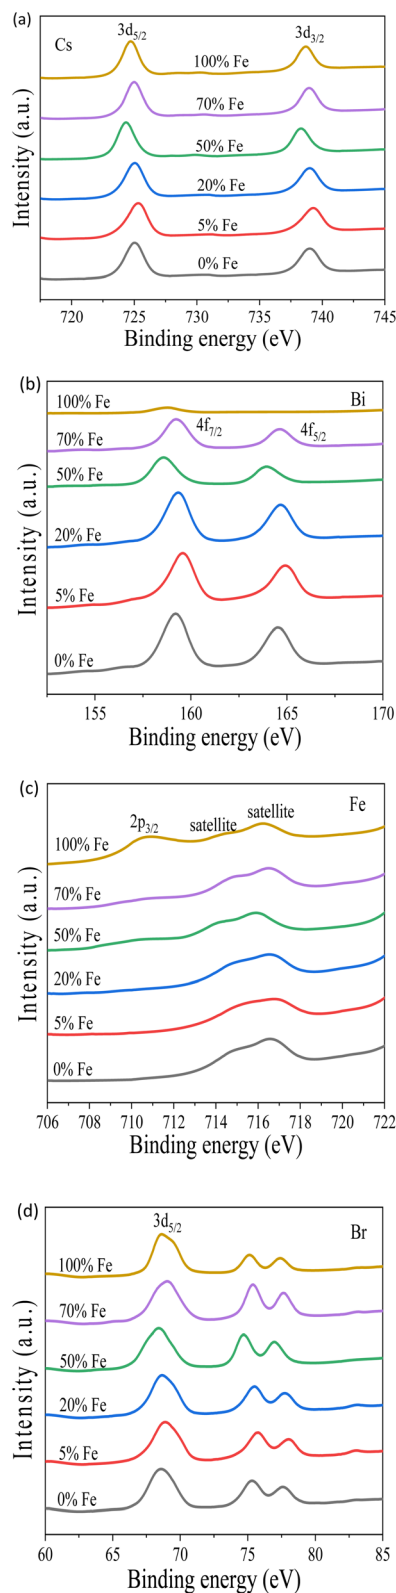 (a)
Cs
3d5/2
3d3/2
100% Fe
70% Fe
50% Fe
20% Fe
5% Fe
0% Fe
Intensity (a.u.)
720 725 730 735 740 745
Binding energy (eV)
(b)
Bi
100% Fe
70% Fe
4f7/2
4f5/2
50% Fe
20% Fe
5% Fe
0% Fe
Intensity (a.u.)
155 160 165 170
Binding energy (eV)
(c)
Fe
2p3/2
satellite
satellite
100% Fe
70% Fe
50% Fe
20% Fe
5% Fe
0% Fe
Intensity (a.u.)
706 708 710 712 714 716 718 720 722
Binding energy (eV)
(d)
Br
3d5/2
100% Fe
70% Fe
50% Fe
20% Fe
5% Fe
0% Fe
Intensity (a.u.)
60 65 70 75 80 85
Binding energy (eV)